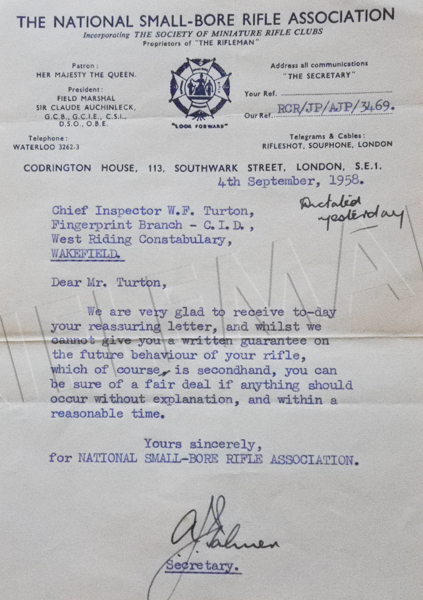 THE NATIONAL SMALL-BORE RIFLE ASSOCIATION
Incorporating THE SOCIETY OF MINIATURE RIFLE CLUBS
Proprietors of "THE RIFLEMAN"
Patron:
HER MAJESTY THE QUEEN.
President:
FIELD MARSHAL
SIR CLAUDE AUCHINLECK,
G.C.B., G.C.I.E., C.S.I.,
D.S.O., O.B.E.
Telephone:
WATERLOO 3262-3
"LOOK FORWARD"
Address all communications
"THE SECRETARY"
Your Ref.
Our Ref. RCR/JP/AJP/3469.
Telegrams & Cables:
RIFLESHOT, SOUPHONE, LONDON
CODRINGTON HOUSE, 113, SOUTHWARK STREET, LONDON, S.E.1.
4th September, 1958.
Dictated
yesterday
Chief Inspector W.F. Turton,
Fingerprint Branch - C.I.D.,
West Riding Constabulary,
WAKEFIELD.
Dear Mr. Turton,
We are very glad to receive to-day
your reassuring letter, and whilst we
cannot give you a written guarantee on
the future behaviour of your rifle,
which of course, is secondhand, you can
be sure of a fair deal if anything should
occur without explanation, and within a
reasonable time.
Yours sincerely,
for NATIONAL SMALL-BORE RIFLE ASSOCIATION.
A J Palmer
Secretary.
RIFLEMA